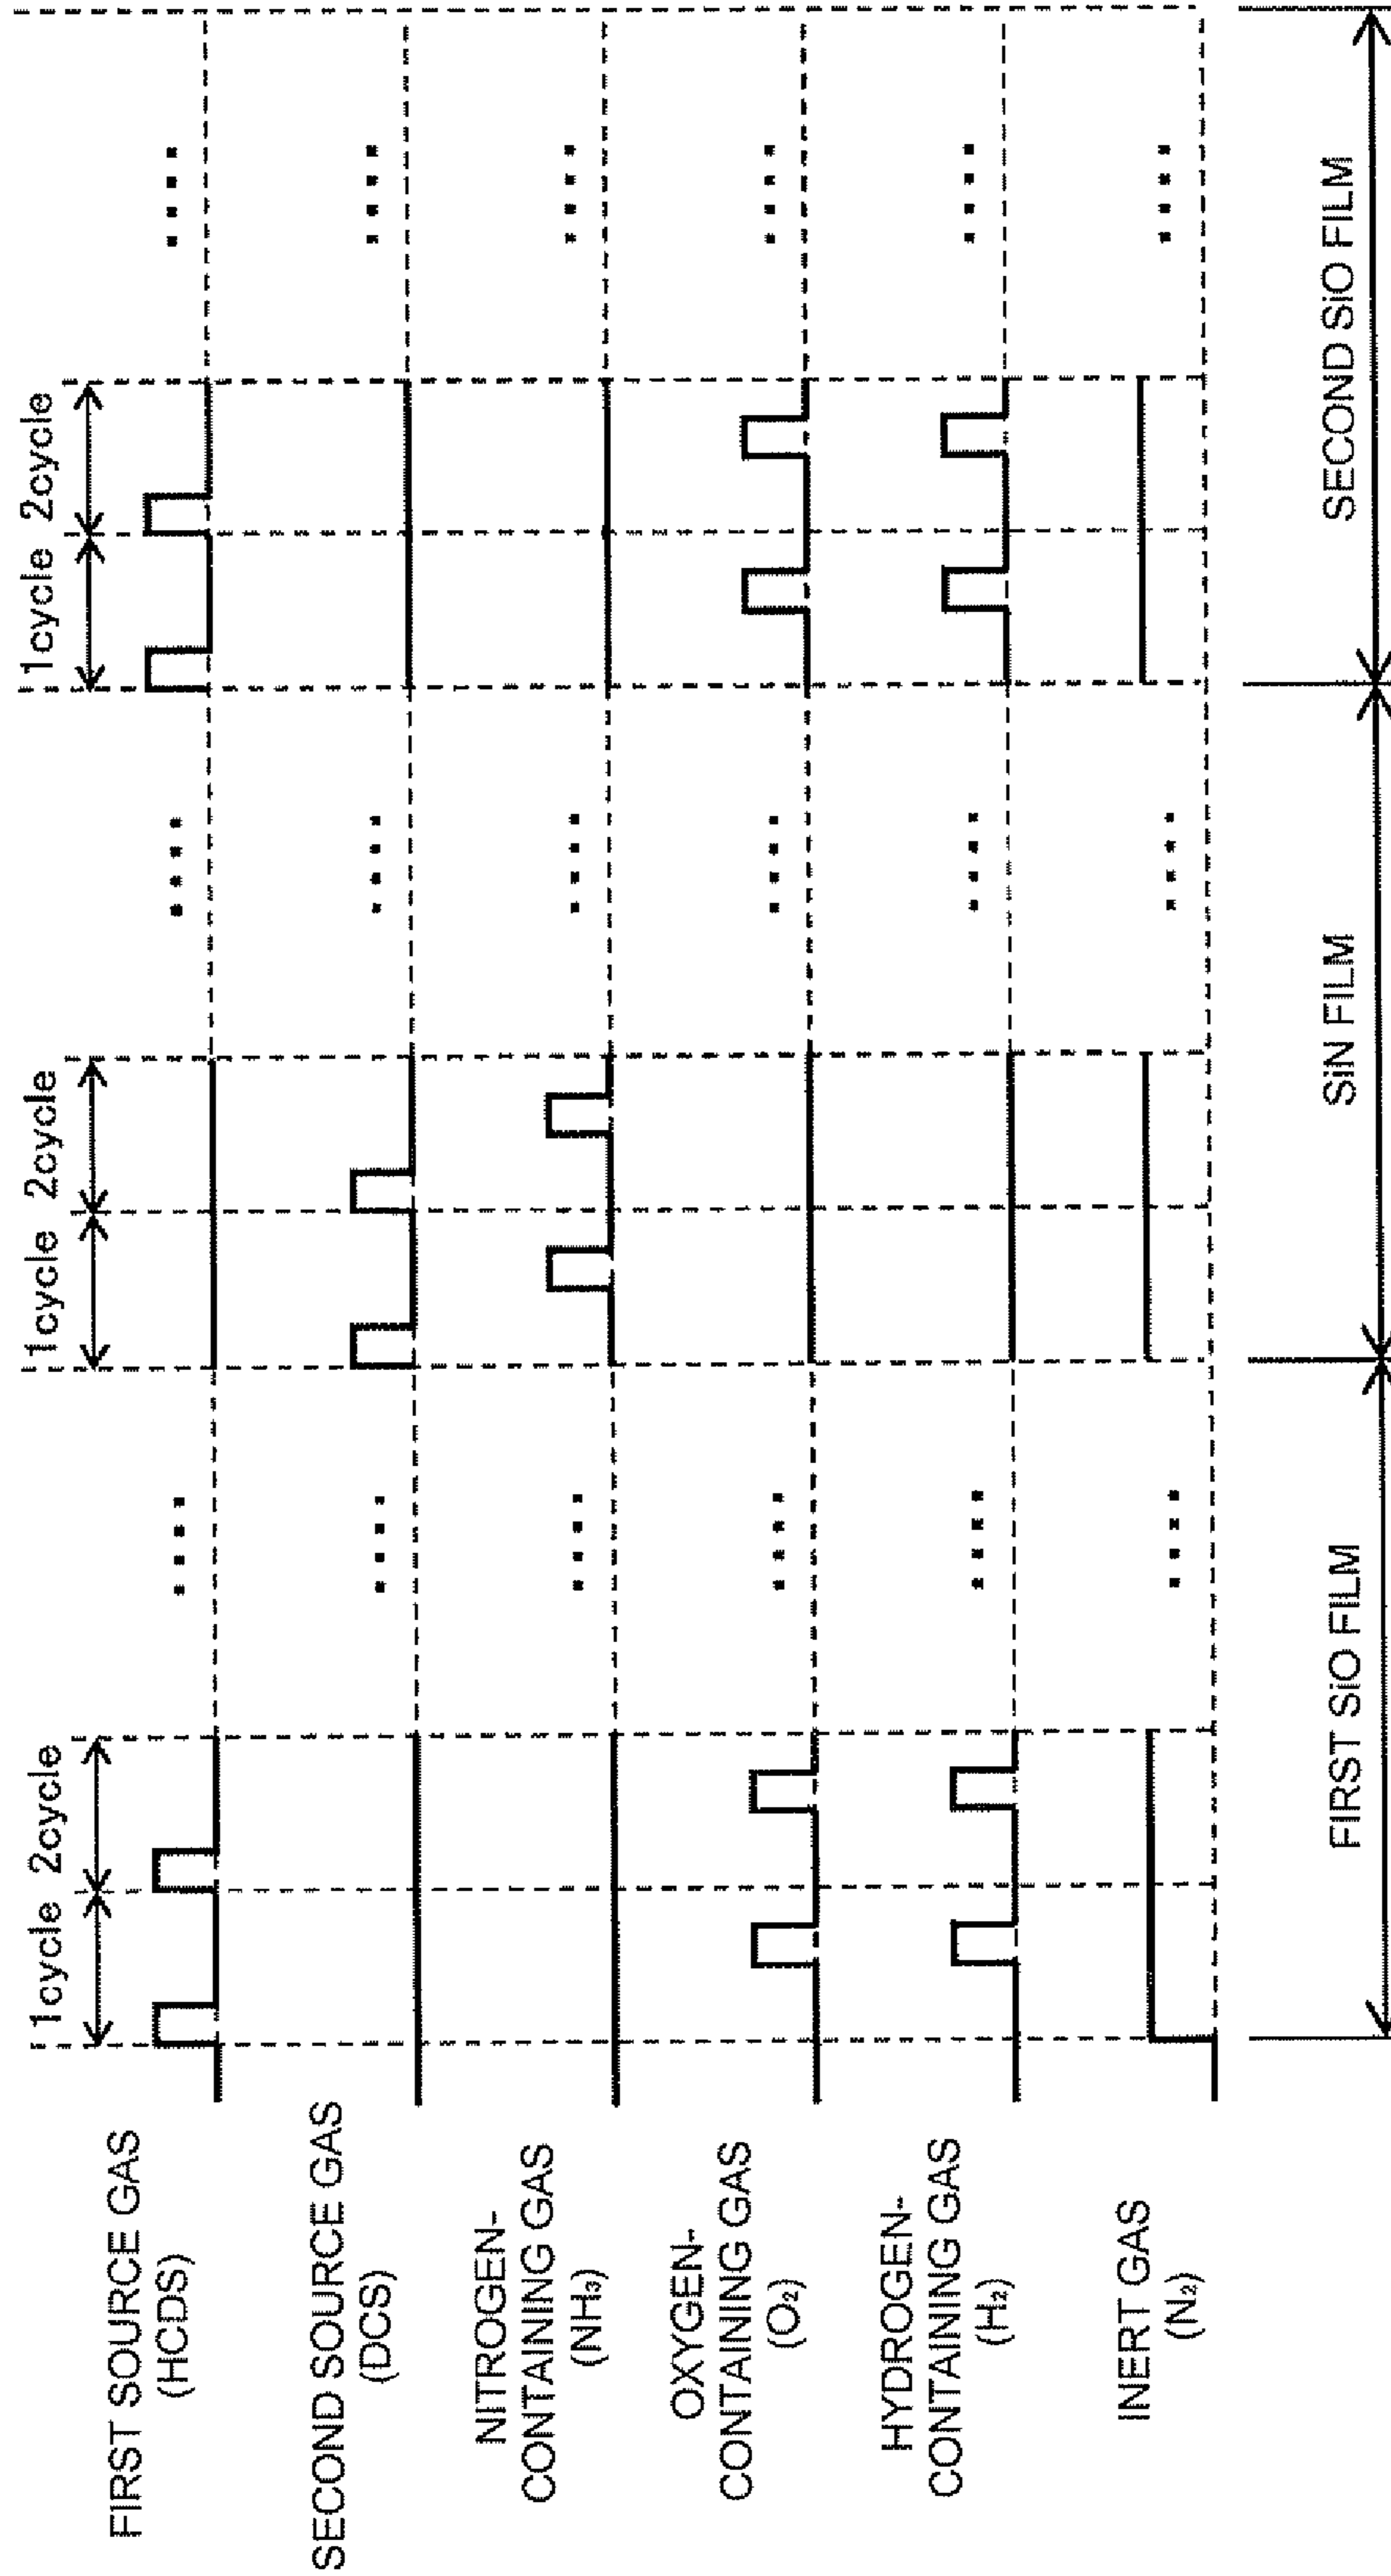 1cycle 2cycle
1cycle 2cycle
1cycle 2cycle
FIRST SOURCE GAS
(HCDS)
SECOND SOURCE GAS
(DCS)
NITROGEN-
CONTAINING GAS
(NH₃)
OXYGEN-
CONTAINING GAS
(O₂)
HYDROGEN-
CONTAINING GAS
(H₂)
INERT GAS
(N₂)
FIRST SiO FILM
SiN FILM
SECOND SiO FILM